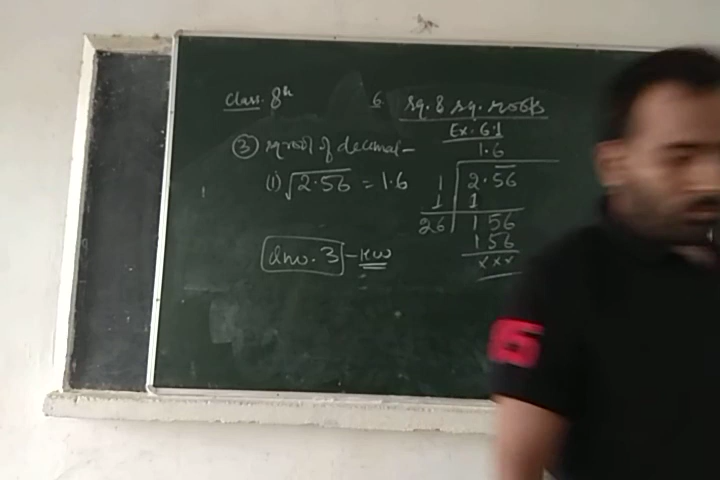 Class. 8th
6. sq. & sq. roots
Ex. 6.1
③ sq root of decimal -
(i) √2.56 = 1.6
1.6
1 2.56
1 1
26 156
156
xxx
Qno. 3 - HW